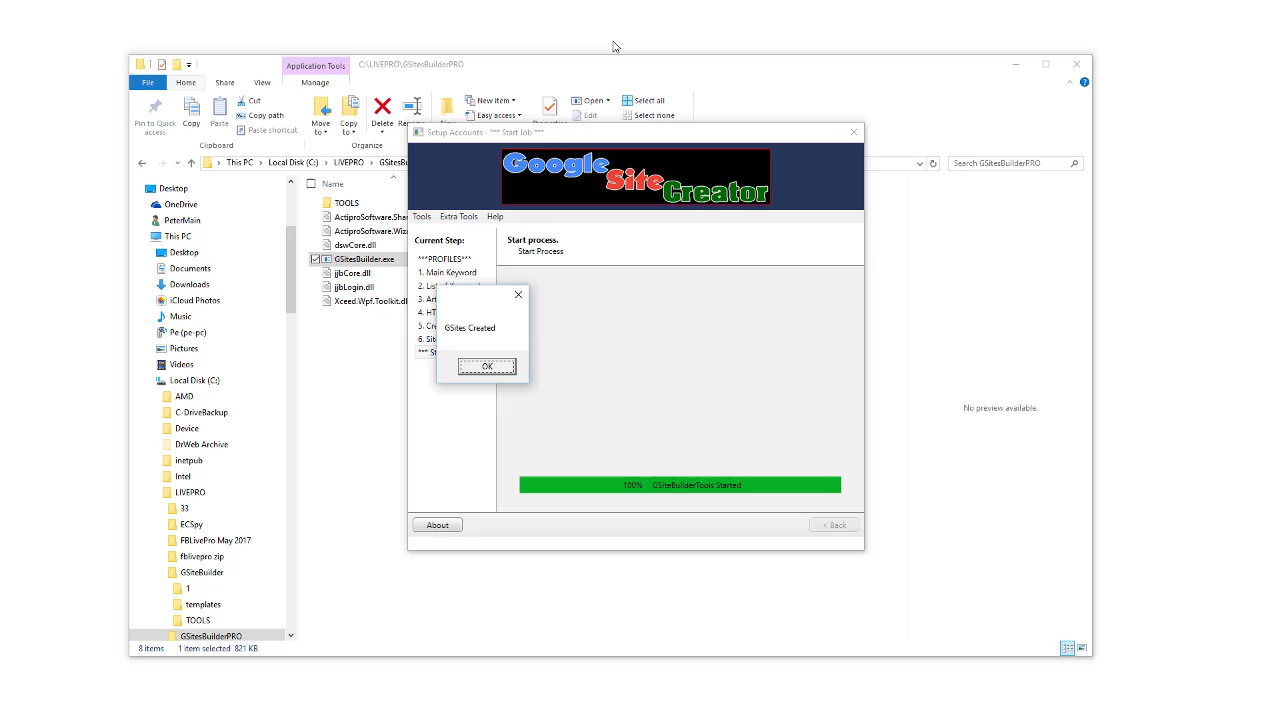 Application Tools
C:\LIVEPRO\GSitesBuilderPRO
File
Home
Share
View
Manage
Pin to Quick access
Copy
Paste
Cut
Copy path
Paste shortcut
Clipboard
Move to
Copy to
Delete
Organize
New item
Easy access
Open
Edit
Select all
Select none
This PC > Local Disk (C:) > LIVEPRO >
Search GSitesBuilderPRO
Desktop
OneDrive
PeterMain
This PC
Desktop
Documents
Downloads
iCloud Photos
Music
Pe (pe-pc)
Pictures
Videos
Local Disk (C:)
AMD
C-DriveBackup
Device
DrWeb Archive
inetpub
Intel
LIVEPRO
33
ECSpy
FBLivePro May 2017
fblivepro zip
GSiteBuilder
1
templates
TOOLS
GSitesBuilderPRO
Name
TOOLS
ActiproSoftware.Sha
ActiproSoftware.Wiza
dswCore.dll
GSitesBuilder.exe
jjbCore.dll
jjbLogin.dll
Xceed.Wpf.Toolkit.dl
Setup Accounts - *** Start Job ***
Google Site Creator
Tools
Extra Tools
Help
Current Step:
***PROFILES***
1. Main Keyword
Start process.
Start Process
GSites Created
OK
100% GSiteBuilderTools Started
About
< Back
No preview available.
8 items
1 item selected 821 KB